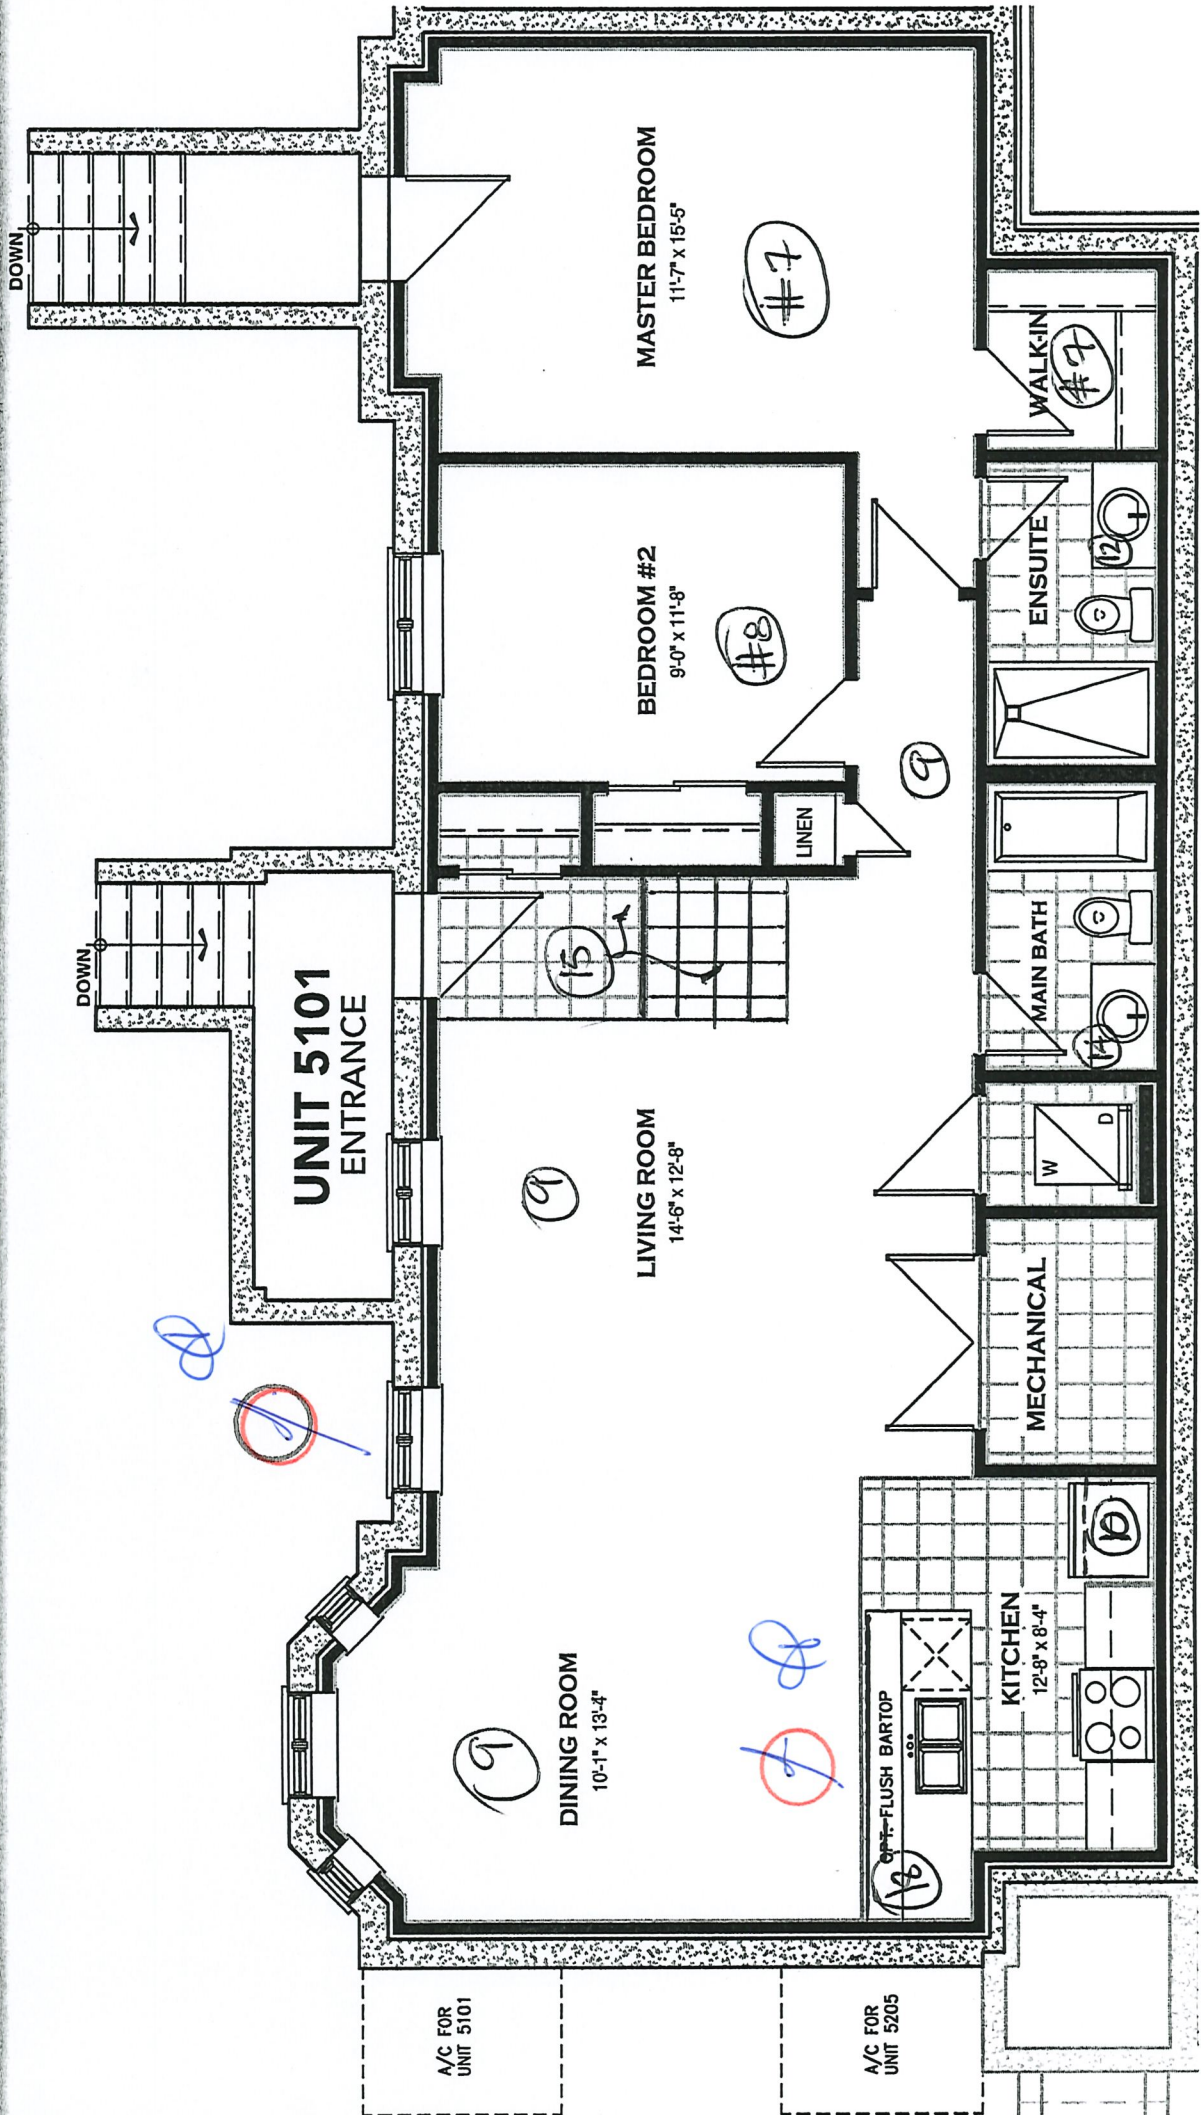 DOWN
MASTER BEDROOM
11'-7" x 15'-5"
#7
WALK-IN
#7
BEDROOM #2
9'-0" x 11'-8"
#8
ENSUITE
12
9
LINEN
DOWN
UNIT 5101
ENTRANCE
15
MAIN BATH
14
LIVING ROOM
14'-6" x 12'-8"
9
W
D
MECHANICAL
DINING ROOM
10'-1" x 13'-4"
9
KITCHEN
12'-8" x 8'-4"
OPT. FLUSH BARTOP
A/C FOR
UNIT 5101
A/C FOR
UNIT 5205